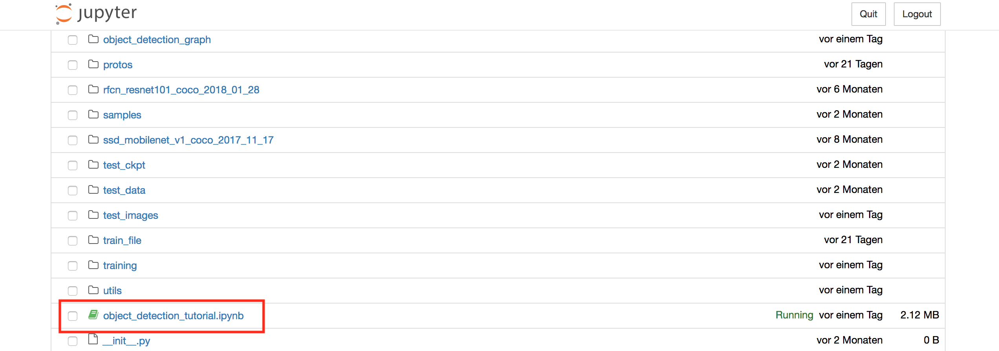 jupyter Quit Logout
object_detection_graph vor einem Tag
protos vor 21 Tagen
rfcn_resnet101_coco_2018_01_28 vor 6 Monaten
samples vor 2 Monaten
ssd_mobilenet_v1_coco_2017_11_17 vor 8 Monaten
test_ckpt vor 2 Monaten
test_data vor 2 Monaten
test_images vor einem Tag
train_file vor 21 Tagen
training vor einem Tag
utils vor einem Tag
object_detection_tutorial.ipynb Running vor einem Tag 2.12 MB
__init__.py vor 2 Monaten 0 B